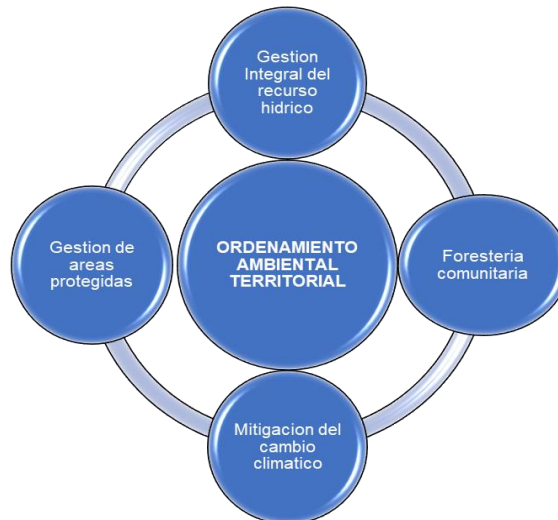 Gestion
Integral del
recurso
hidrico
Gestion de
areas
protegidas
ORDENAMIENTO
AMBIENTAL
TERRITORIAL
Foresteria
comunitaria
Mitigacion del
cambio
climatico